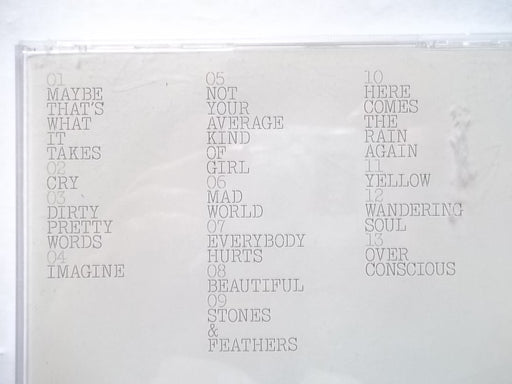 01
MAYBE
THAT'S
WHAT
IT
TAKES
02
CRY
03
DIRTY
PRETTY
WORDS
04
IMAGINE
05
NOT
YOUR
AVERAGE
KIND
OF
GIRL
06
MAD
WORLD
07
EVERYBODY
HURTS
08
BEAUTIFUL
09
STONES
&
FEATHERS
10
HERE
COMES
THE
RAIN
AGAIN
11
YELLOW
12
WANDERING
SOUL
13
OVER
CONSCIOUS